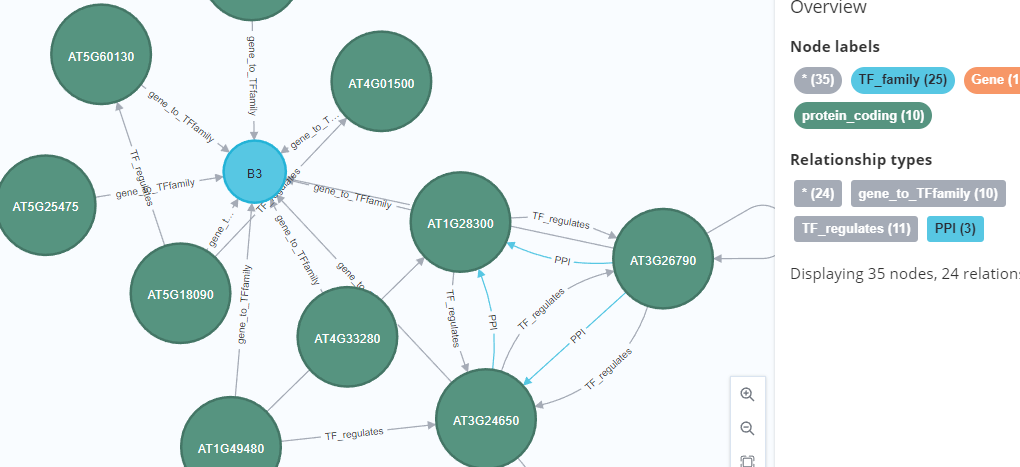 Overview
Node labels
* (35)
TF_family (25)
Gene (1
protein_coding (10)
Relationship types
* (24)
gene_to_TFfamily (10)
TF_regulates (11)
PPI (3)
Displaying 35 nodes, 24 relations
AT5G60130
gene_to_TFfamily
AT4G01500
gene_to_TFfamily
gene_to_T...
TF_regulates
B3
AT5G25475
gene_to_TFfamily
gene_to_TFfamily
TF_regulates
AT1G28300
TF_regulates
PPI
AT3G26790
gene_t...
gene_to_TFfamily
gene_to
AT5G18090
gene_to_TFfamily
AT4G33280
TF_regulates
PPI
TF_regulates
PPI
TF_regulates
AT3G24650
TF_regulates
AT1G49480